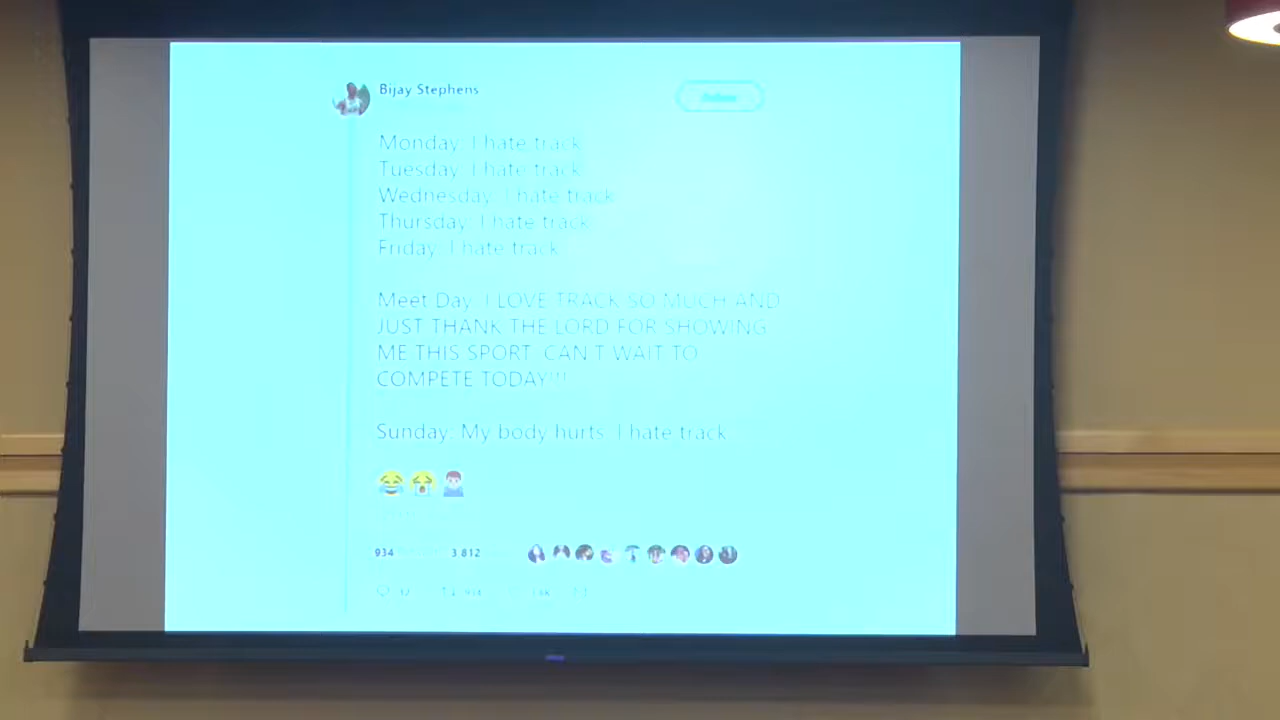 Bijay Stephens
Monday: I hate track
Tuesday: I hate track
Wednesday: I hate track
Thursday: I hate track
Friday: I hate track
Meet Day: I LOVE TRACK SO MUCH AND
JUST THANK THE LORD FOR SHOWING
ME THIS SPORT. CAN'T WAIT TO
COMPETE TODAY!!!
Sunday: My body hurts. I hate track
934 3,812